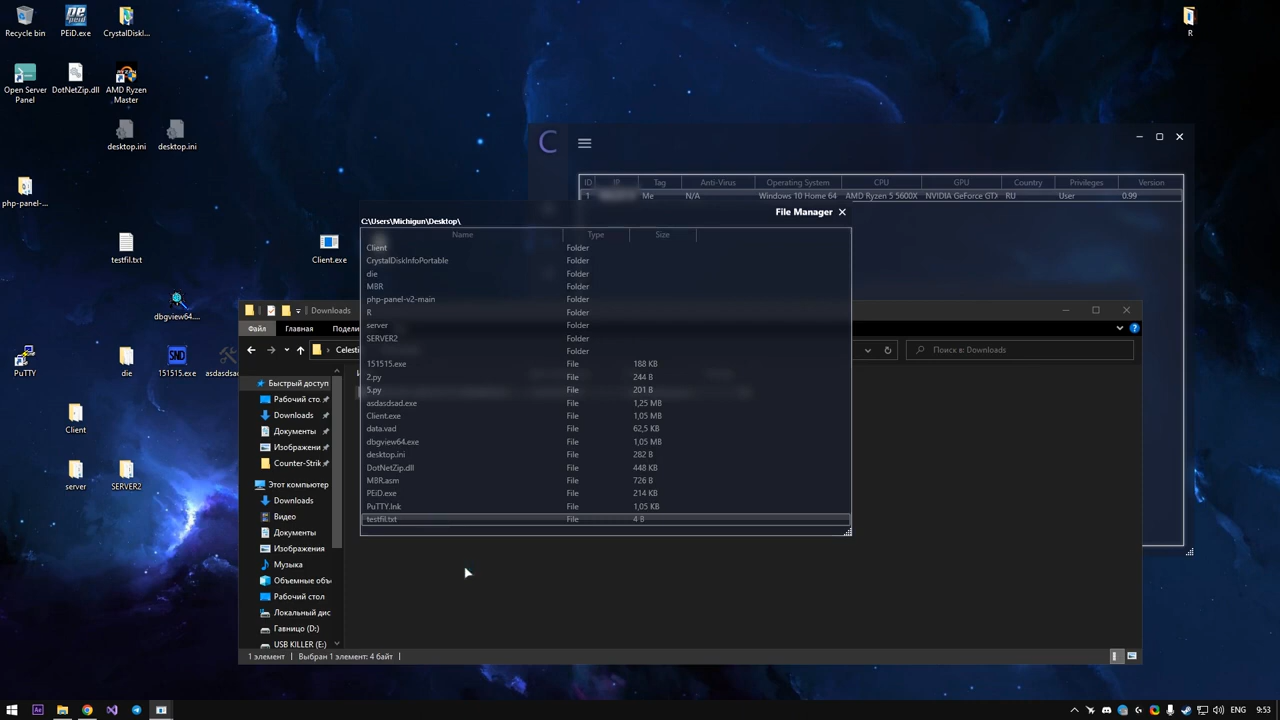 Recycle bin
PEiD.exe
CrystalDiskI...
R
Open Server Panel
DotNetZip.dll
AMD Ryzen Master
desktop.ini
desktop.ini
php-panel-...
testfil.txt
Client.exe
dbgview64....
PuTTY
die
151515.exe
asdasdsad
Client
server
SERVER2
C
ID
Tag
Anti-Virus
Operating System
CPU
GPU
Country
Privileges
Version
1
Me
N/A
Windows 10 Home 64
AMD Ryzen 5 5600X
NVIDIA GeForce GTX
RU
User
0.99
File Manager
C:\Users\Michigun\Desktop\
Name
Type
Size
Client
Folder
CrystalDiskInfoPortable
Folder
die
Folder
MBR
Folder
php-panel-v2-main
Folder
R
Folder
server
Folder
SERVER2
Folder
Folder
151515.exe
File
188 KB
2.py
File
244 B
5.py
File
201 B
asdasdsad.exe
File
1,25 MB
Client.exe
File
1,05 MB
data.vad
File
62,5 KB
dbgview64.exe
File
1,05 MB
desktop.ini
File
282 B
DotNetZip.dll
File
448 KB
MBR.asm
File
726 B
PEiD.exe
File
214 KB
PuTTY.lnk
File
1,05 KB
testfil.txt
File
4 B
Downloads
Файл
Главная
Подели
Celesti
Поиск в: Downloads
Быстрый доступ
Рабочий сто
Downloads
Документы
Изображени
Counter-Strik
Этот компьютер
Downloads
Видео
Документы
Изображения
Музыка
Объемные объ
Рабочий стол
Локальный дис
Гавницо (D:)
USB KILLER (E:)
1 элемент
Выбран 1 элемент: 4 байт
Ae
ENG
9:53